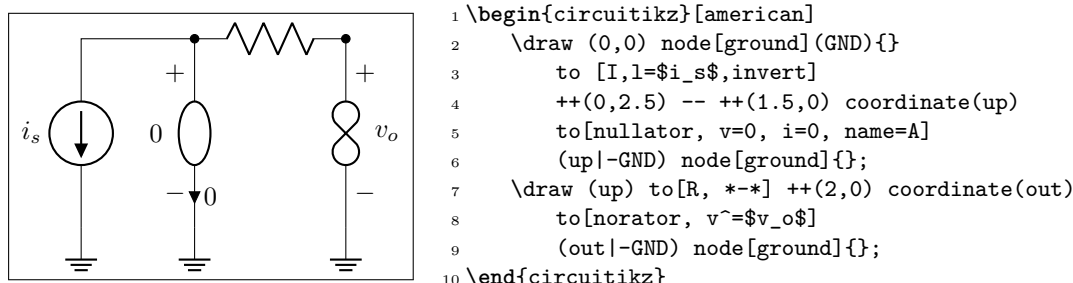 +
+
i_s
0
v_o
−
0
−
1 \begin{circuitikz}[american]
2 \draw (0,0) node[ground](GND){}
3 to [I,l=$i_s$,invert]
4 ++(0,2.5) -- ++(1.5,0) coordinate(up)
5 to[nullator, v=0, i=0, name=A]
6 (up|-GND) node[ground]{};
7 \draw (up) to[R, *-*] ++(2,0) coordinate(out)
8 to[norator, v^=$v_o$]
9 (out|-GND) node[ground]{};
10 \end{circuitikz}